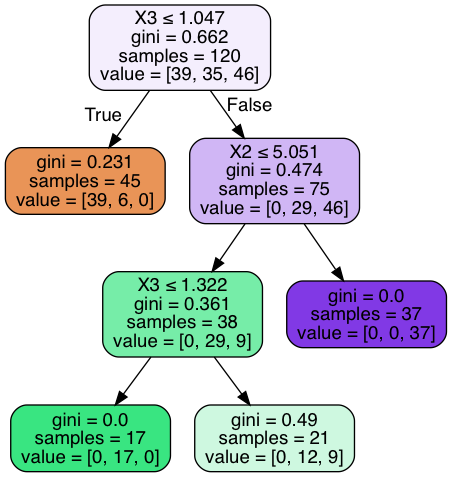 X3 ≤ 1.047
gini = 0.662
samples = 120
value = [39, 35, 46]
True
False
gini = 0.231
samples = 45
value = [39, 6, 0]
X2 ≤ 5.051
gini = 0.474
samples = 75
value = [0, 29, 46]
X3 ≤ 1.322
gini = 0.361
samples = 38
value = [0, 29, 9]
gini = 0.0
samples = 37
value = [0, 0, 37]
gini = 0.0
samples = 17
value = [0, 17, 0]
gini = 0.49
samples = 21
value = [0, 12, 9]